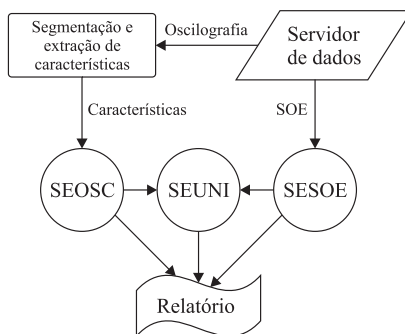 Segmentação e
extração de
características
Oscilografia
Servidor
de dados
Características
SOE
SEOSC
SEUNI
SESOE
Relatório